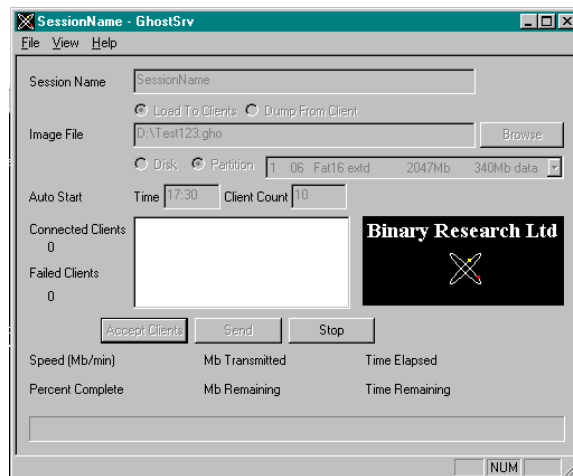 SessionName - GhostSrv
File View Help
Session Name SessionName
Load To Clients Dump From Client
Image File D:\Test123.gho Browse
Disk Partition 1 06 Fat16 extd 2047Mb 340Mb data
Auto Start Time 17:30 Client Count 10
Connected Clients
0
Failed Clients
0
Binary Research Ltd
Accept Clients Send Stop
Speed (Mb/min) Mb Transmitted Time Elapsed
Percent Complete Mb Remaining Time Remaining
NUM